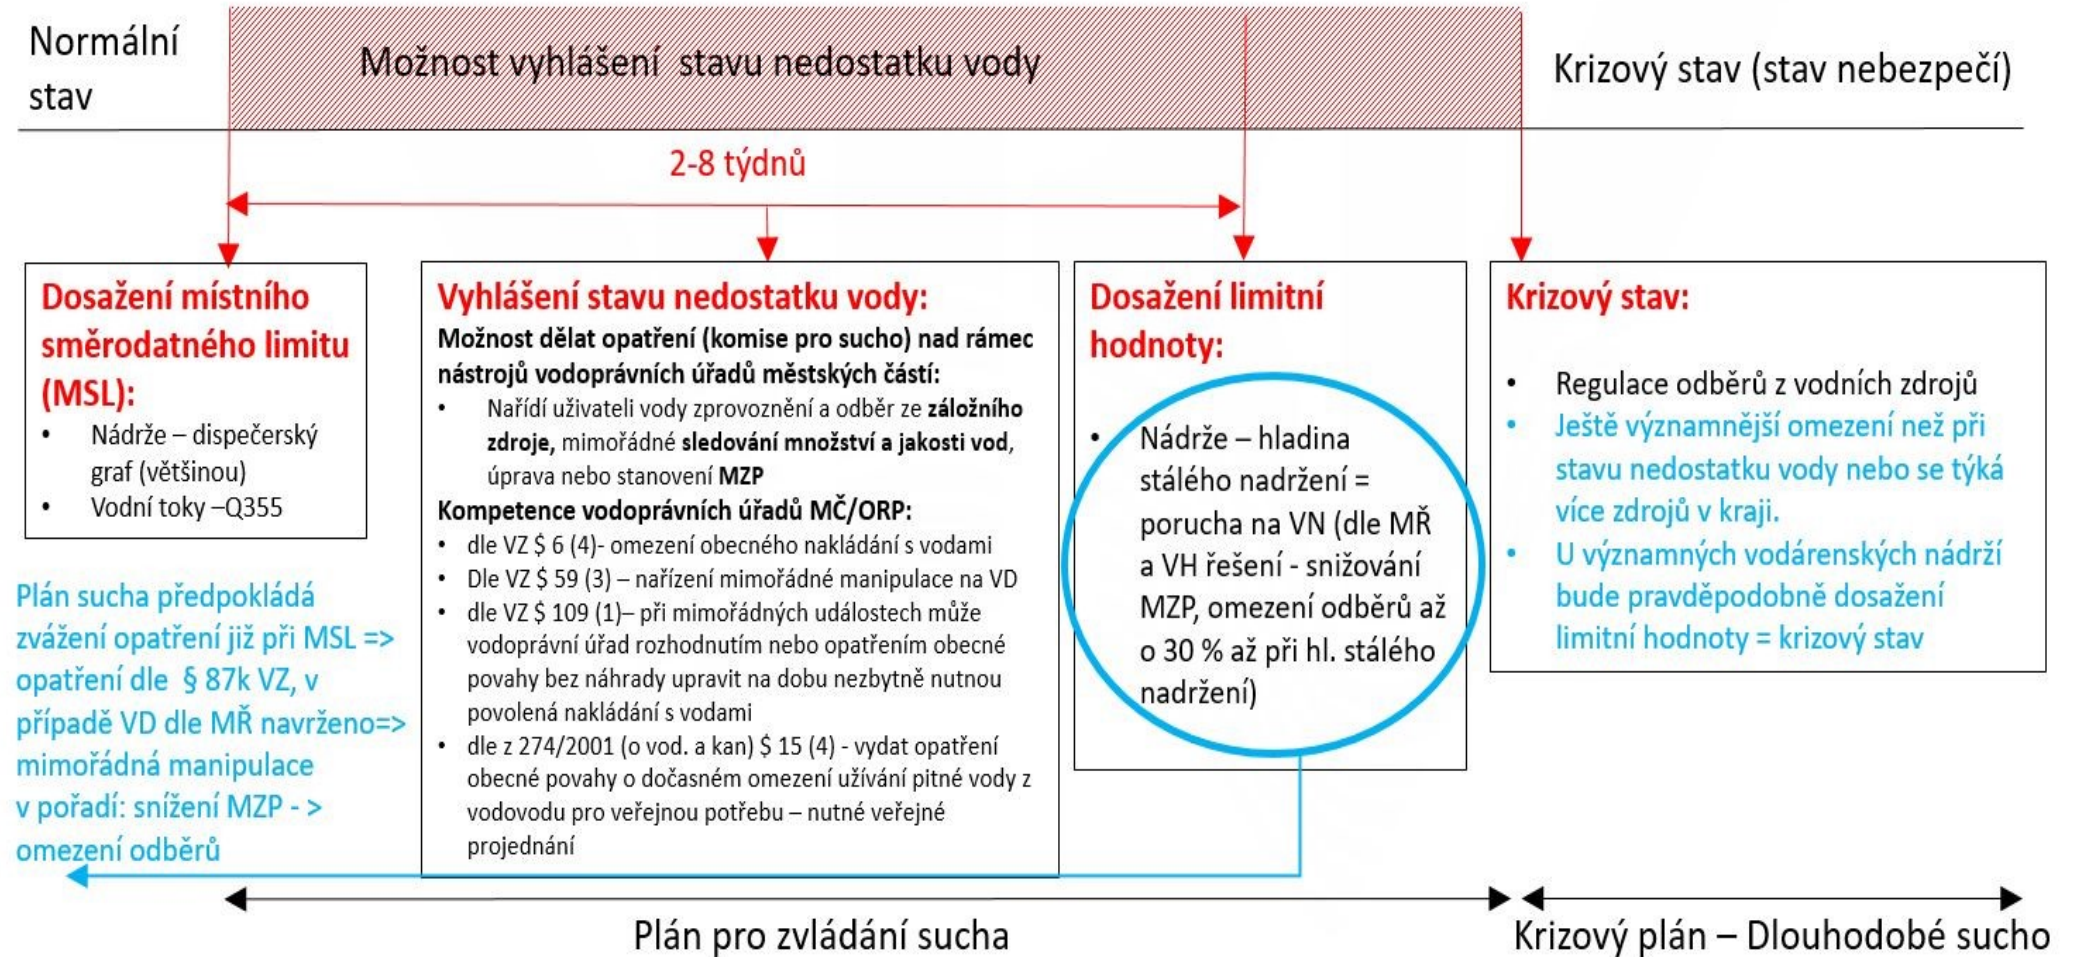 Normální
stav
Možnost vyhlášení  stavu nedostatku vody
Krizový stav (stav nebezpečí)
2-8 týdnů
Dosažení místního
směrodatného limitu
(MSL):
• Nádrže – dispečerský
graf (většinou)
• Vodní toky –Q355
Plán sucha předpokládá
zvážení opatření již při MSL =>
opatření dle  § 87k VZ, v
případě VD dle MŘ navrženo=>
mimořádná manipulace
v pořadí: snížení MZP - >
omezení odběrů
Vyhlášení stavu nedostatku vody:
Možnost dělat opatření (komise pro sucho) nad rámec
nástrojů vodoprávních úřadů městských částí:
• Nařídí uživateli vody zprovoznění a odběr ze záložního
zdroje, mimořádné sledování množství a jakosti vod,
úprava nebo stanovení MZP
Kompetence vodoprávních úřadů MČ/ORP:
• dle VZ $ 6 (4)- omezení obecného nakládání s vodami
• Dle VZ $ 59 (3) – nařízení mimořádné manipulace na VD
• dle VZ $ 109 (1)– při mimořádných událostech může
vodoprávní úřad rozhodnutím nebo opatřením obecné
povahy bez náhrady upravit na dobu nezbytně nutnou
povolená nakládání s vodami
• dle z 274/2001 (o vod. a kan) $ 15 (4) - vydat opatření
obecné povahy o dočasném omezení užívání pitné vody z
vodovodu pro veřejnou potřebu – nutné veřejné
projednání
Dosažení limitní
hodnoty:
• Nádrže – hladina
stálého nadržení =
porucha na VN (dle MŘ
a VH řešení - snižování
MZP, omezení odběrů až
o 30 % až při hl. stálého
nadržení)
Krizový stav:
• Regulace odběrů z vodních zdrojů
• Ještě významnější omezení než při
stavu nedostatku vody nebo se týká
více zdrojů v kraji.
• U významných vodárenských nádrží
bude pravděpodobně dosažení
limitní hodnoty = krizový stav
Plán pro zvládání sucha
Krizový plán – Dlouhodobé sucho